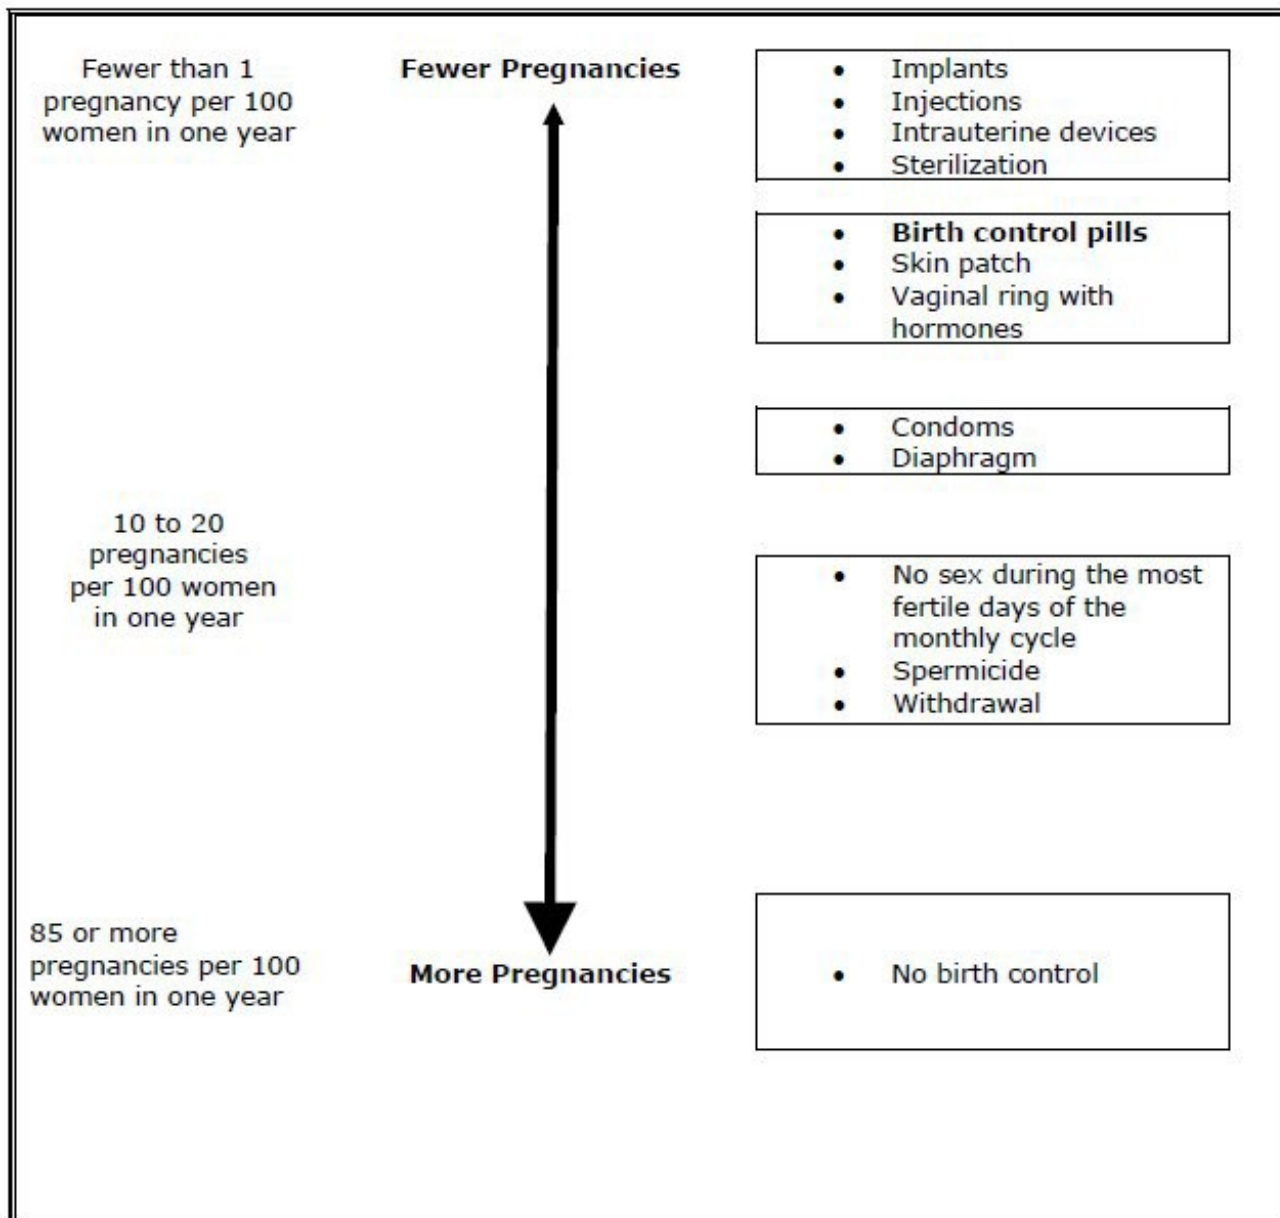 Fewer than 1
pregnancy per 100
women in one year
Fewer Pregnancies
• Implants
• Injections
• Intrauterine devices
• Sterilization
• Birth control pills
• Skin patch
• Vaginal ring with
hormones
• Condoms
• Diaphragm
10 to 20
pregnancies
per 100 women
in one year
• No sex during the most
fertile days of the
monthly cycle
• Spermicide
• Withdrawal
85 or more
pregnancies per 100
women in one year
More Pregnancies
• No birth control